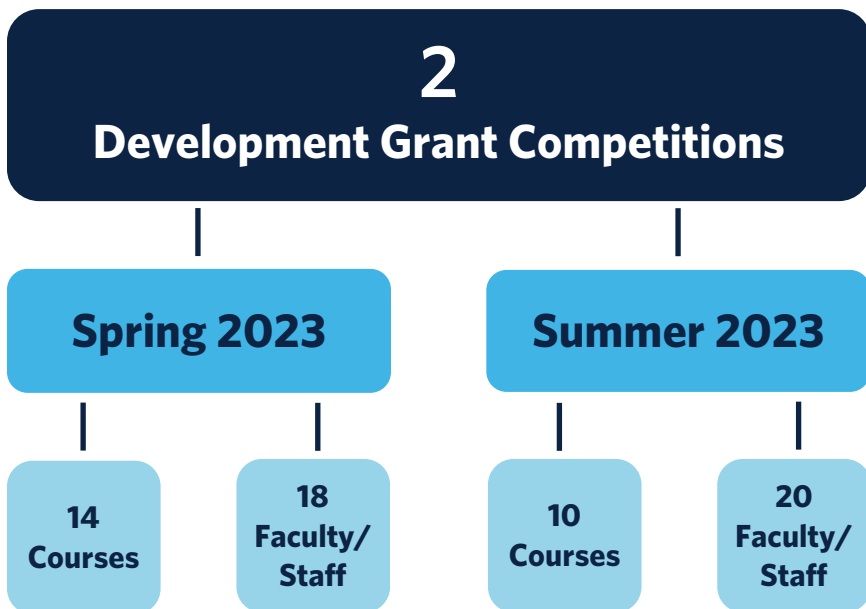 2
Development Grant Competitions
Spring 2023
Summer 2023
14
Courses
18
Faculty/
Staff
10
Courses
20
Faculty/
Staff